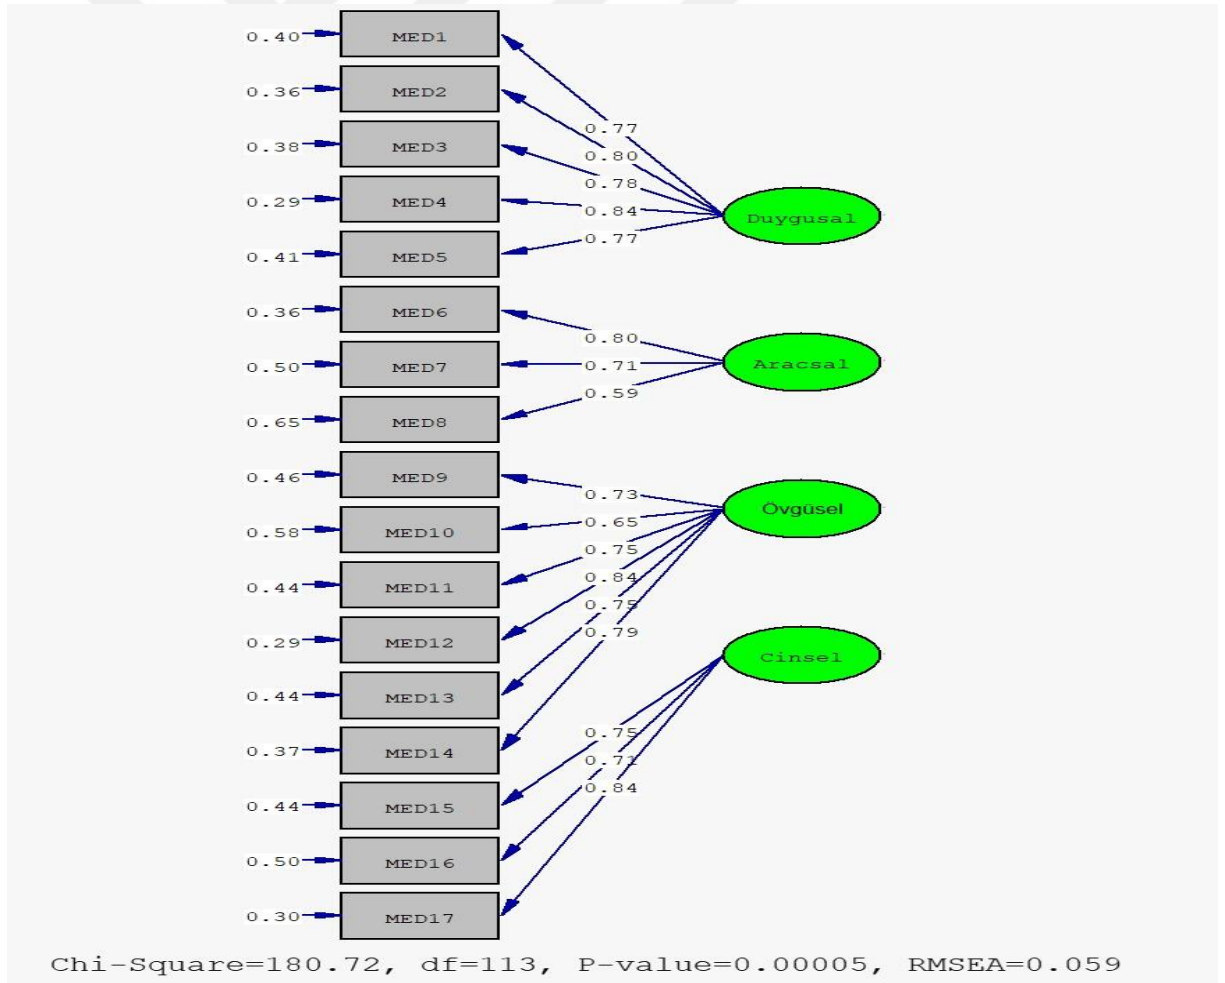 0.40 MED1
0.36 MED2
0.77
0.38 MED3
0.80
0.78
0.29 MED4
0.84
Duygusal
0.41 MED5
0.77
0.36 MED6
0.80
0.50 MED7
0.71
Aracsal
0.59
0.65 MED8
0.46 MED9
0.73
Övgüsel
0.58 MED10
0.65
0.75
0.44 MED11
0.84
0.75
0.29 MED12
0.79
Cinsel
0.44 MED13
0.37 MED14
0.75
0.71
0.84
0.44 MED15
0.50 MED16
0.30 MED17
Chi-Square=180.72, df=113, P-value=0.00005, RMSEA=0.059